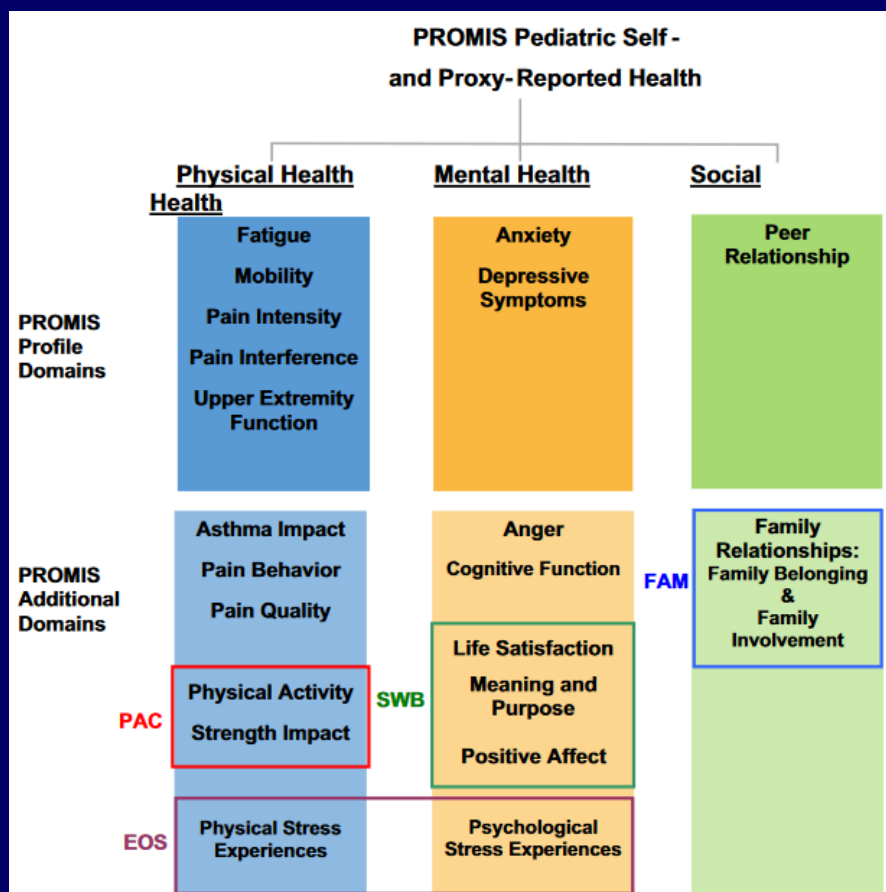 PROMIS Pediatric Self -
and Proxy- Reported Health
Physical Health
Health
Mental Health
Social
PROMIS
Profile
Domains
Fatigue
Mobility
Pain Intensity
Pain Interference
Upper Extremity
Function
Anxiety
Depressive
Symptoms
Peer
Relationship
PROMIS
Additional
Domains
Asthma Impact
Pain Behavior
Pain Quality
PAC
Physical Activity
Strength Impact
Anger
Cognitive Function
SWB
Life Satisfaction
Meaning and
Purpose
Positive Affect
FAM
Family
Relationships:
Family Belonging
&
Family
Involvement
EOS
Physical Stress
Experiences
Psychological
Stress Experiences